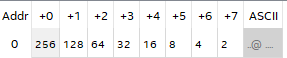 Addr +0 +1 +2 +3 +4 +5 +6 +7 ASCII
0 256 128 64 32 16 8 4 2 ..@ ....